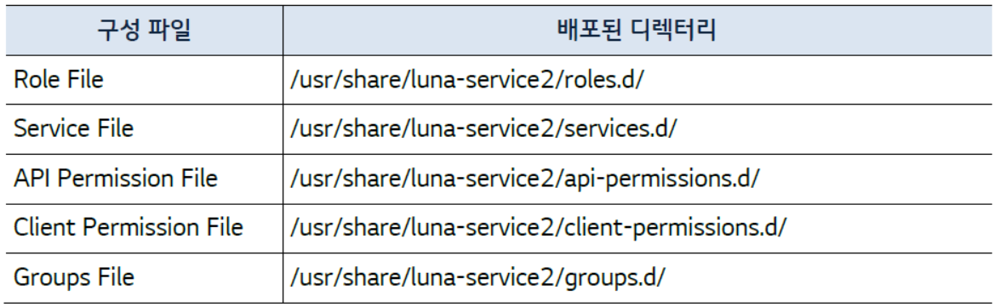 구성 파일 배포된 디렉터리
Role File /usr/share/luna-service2/roles.d/
Service File /usr/share/luna-service2/services.d/
API Permission File /usr/share/luna-service2/api-permissions.d/
Client Permission File /usr/share/luna-service2/client-permissions.d/
Groups File /usr/share/luna-service2/groups.d/